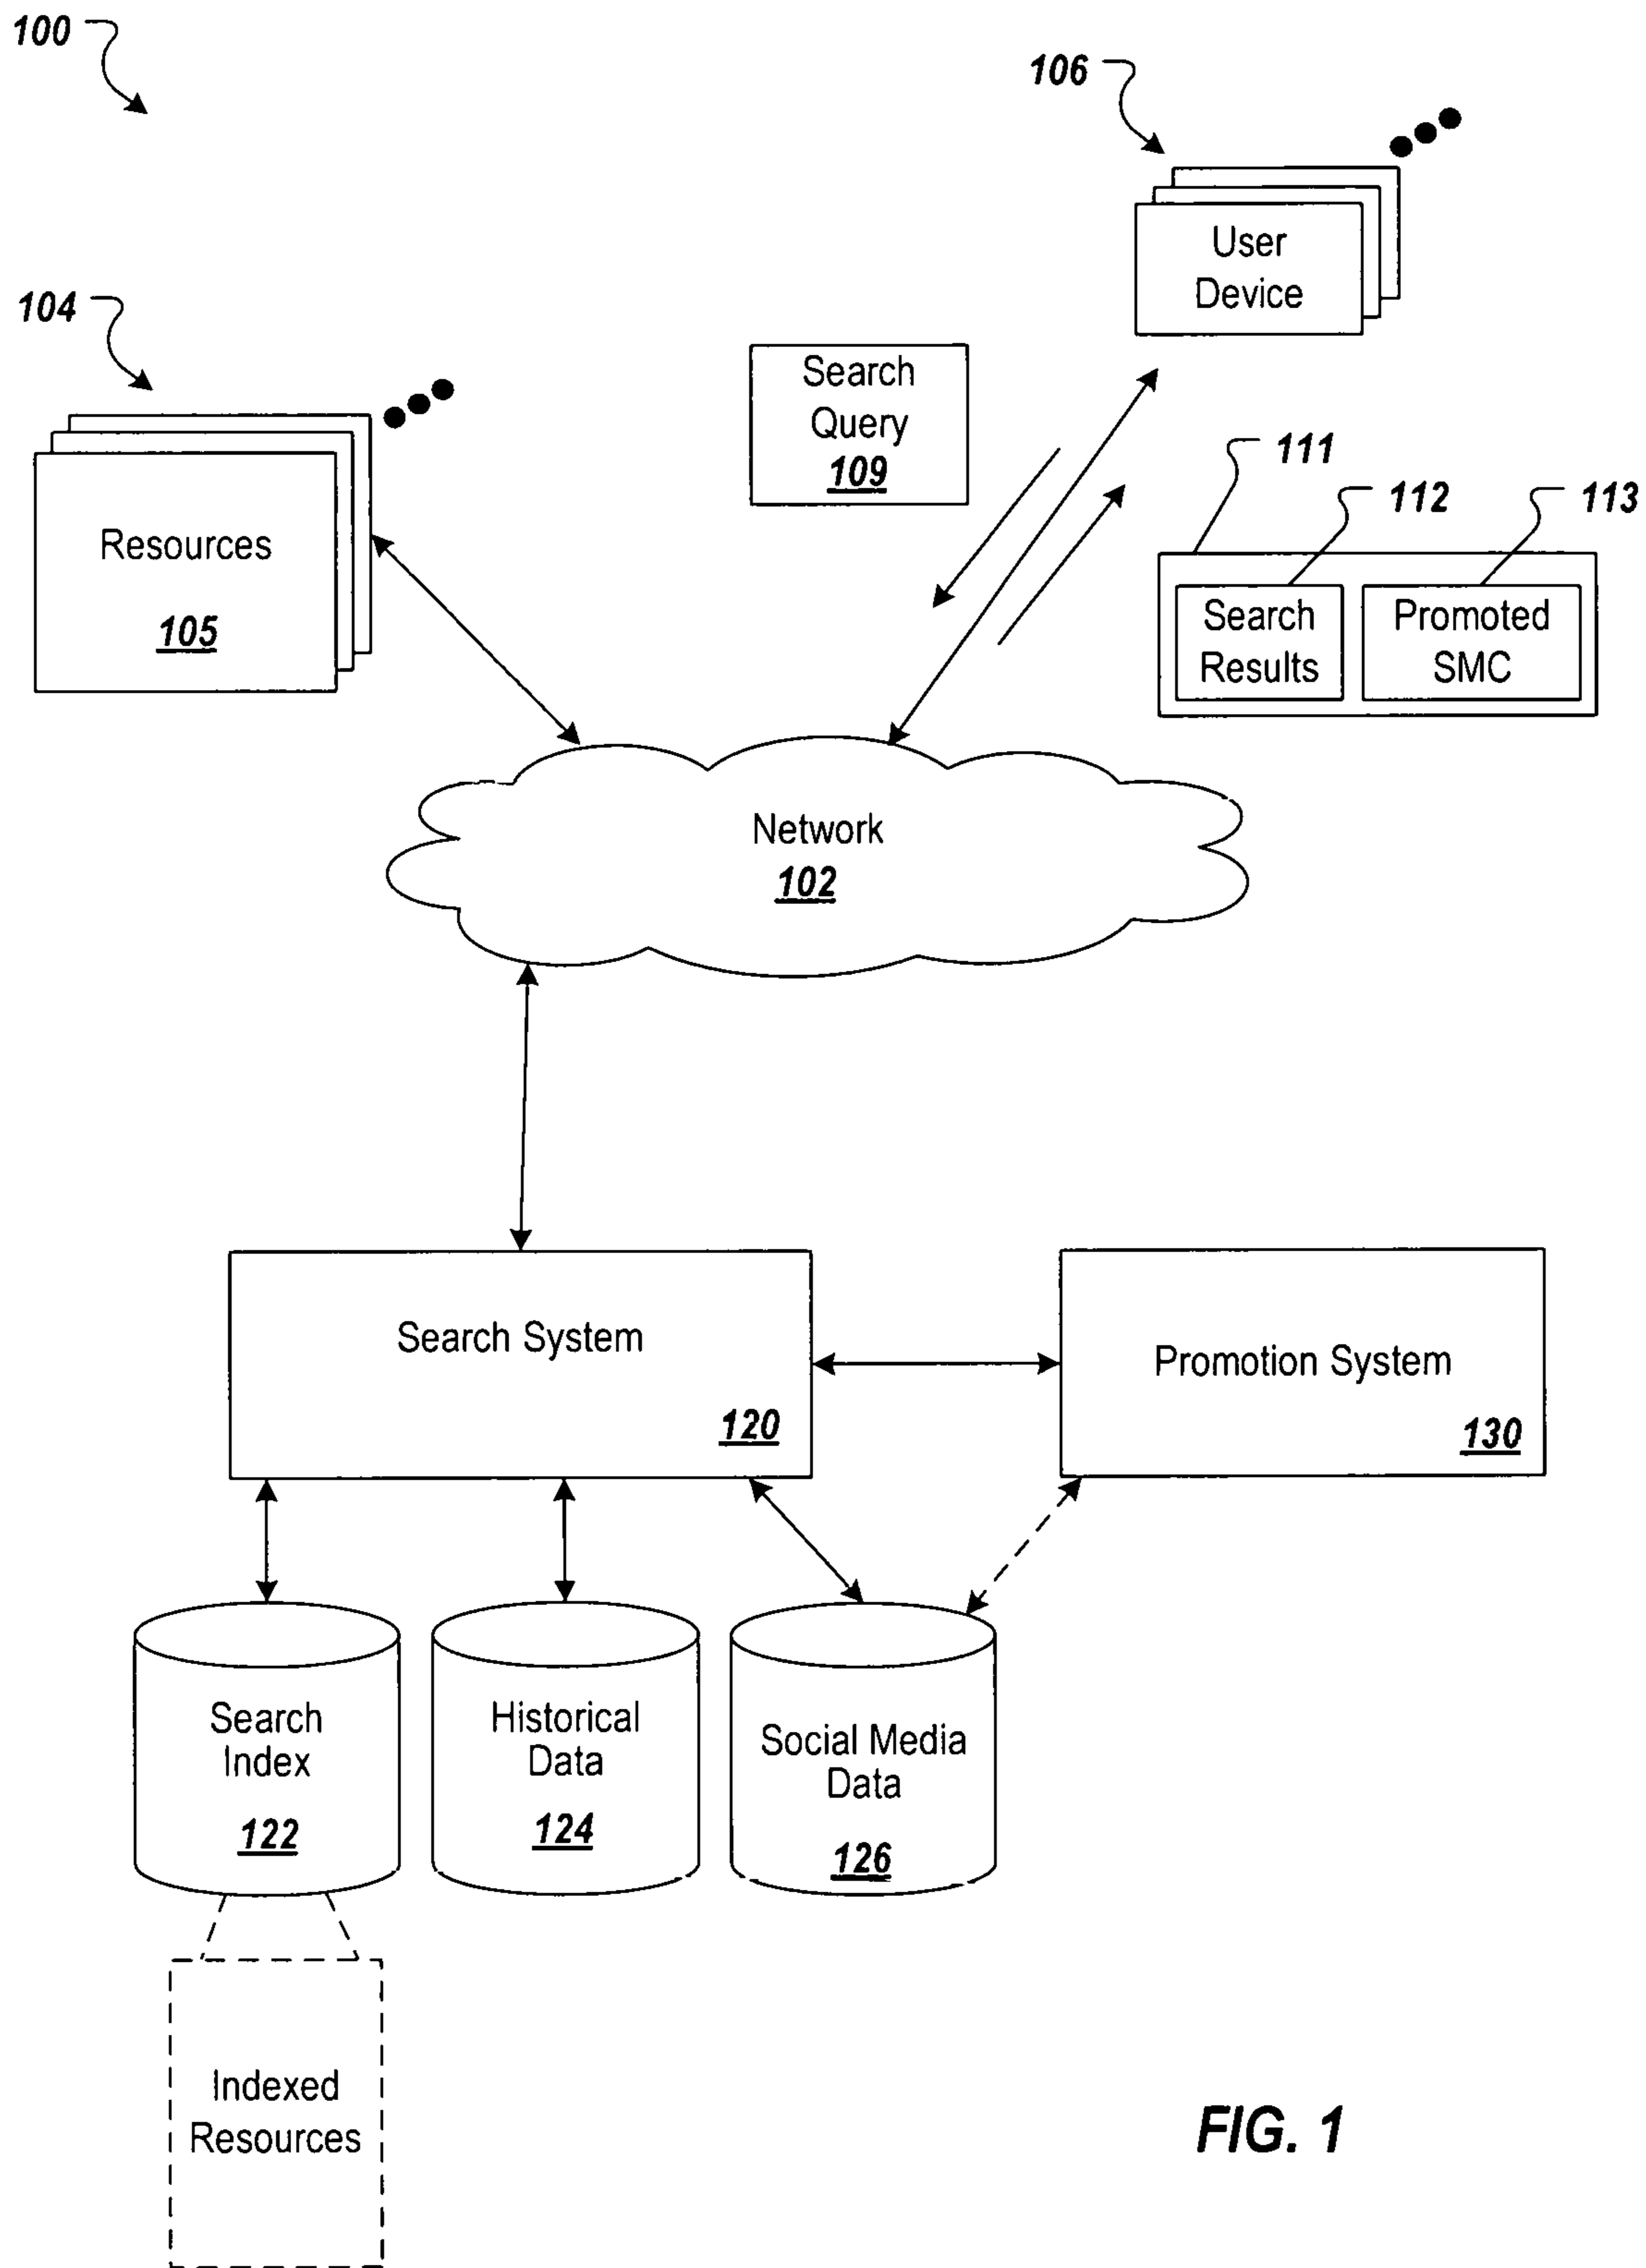 100
106
User
Device
104
Search
Query
109
111
112
113
Resources
105
Search
Results
Promoted
SMC
Network
102
Search System
120
Promotion System
130
Search
Index
122
Historical
Data
124
Social Media
Data
126
Indexed
Resources
FIG. 1